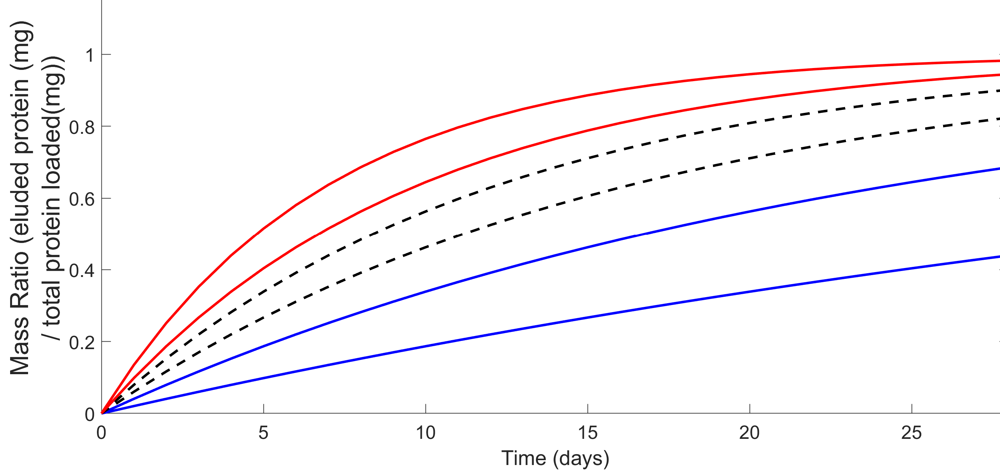 Mass Ratio (eluded protein (mg)
/ total protein loaded(mg))
1
0.8
0.6
0.4
0.2
0
0 5 10 15 20 25
Time (days)